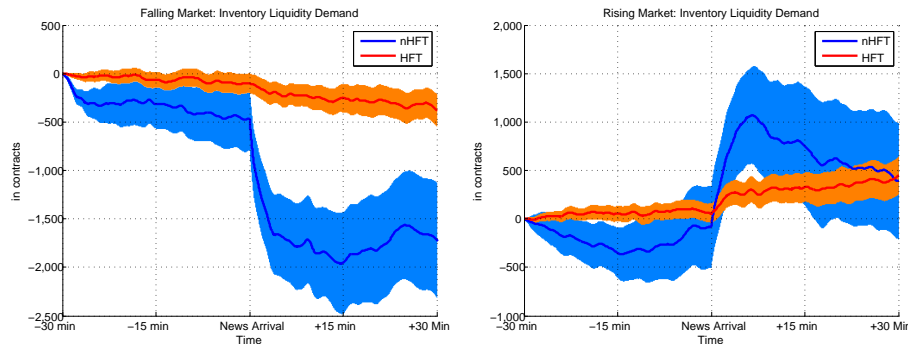 Falling Market: Inventory Liquidity Demand
500
0
−500
−1,000
−1,500
−2,000
−2,500
in contracts
nHFT
HFT
−30 min
−15 min
News Arrival
+15 min
+30 Min
Time
Rising Market: Inventory Liquidity Demand
2,000
1,500
1,000
500
0
−500
−1,000
in contracts
nHFT
HFT
−30 min
−15 min
News Arrival
+15 min
+30 Min
Time